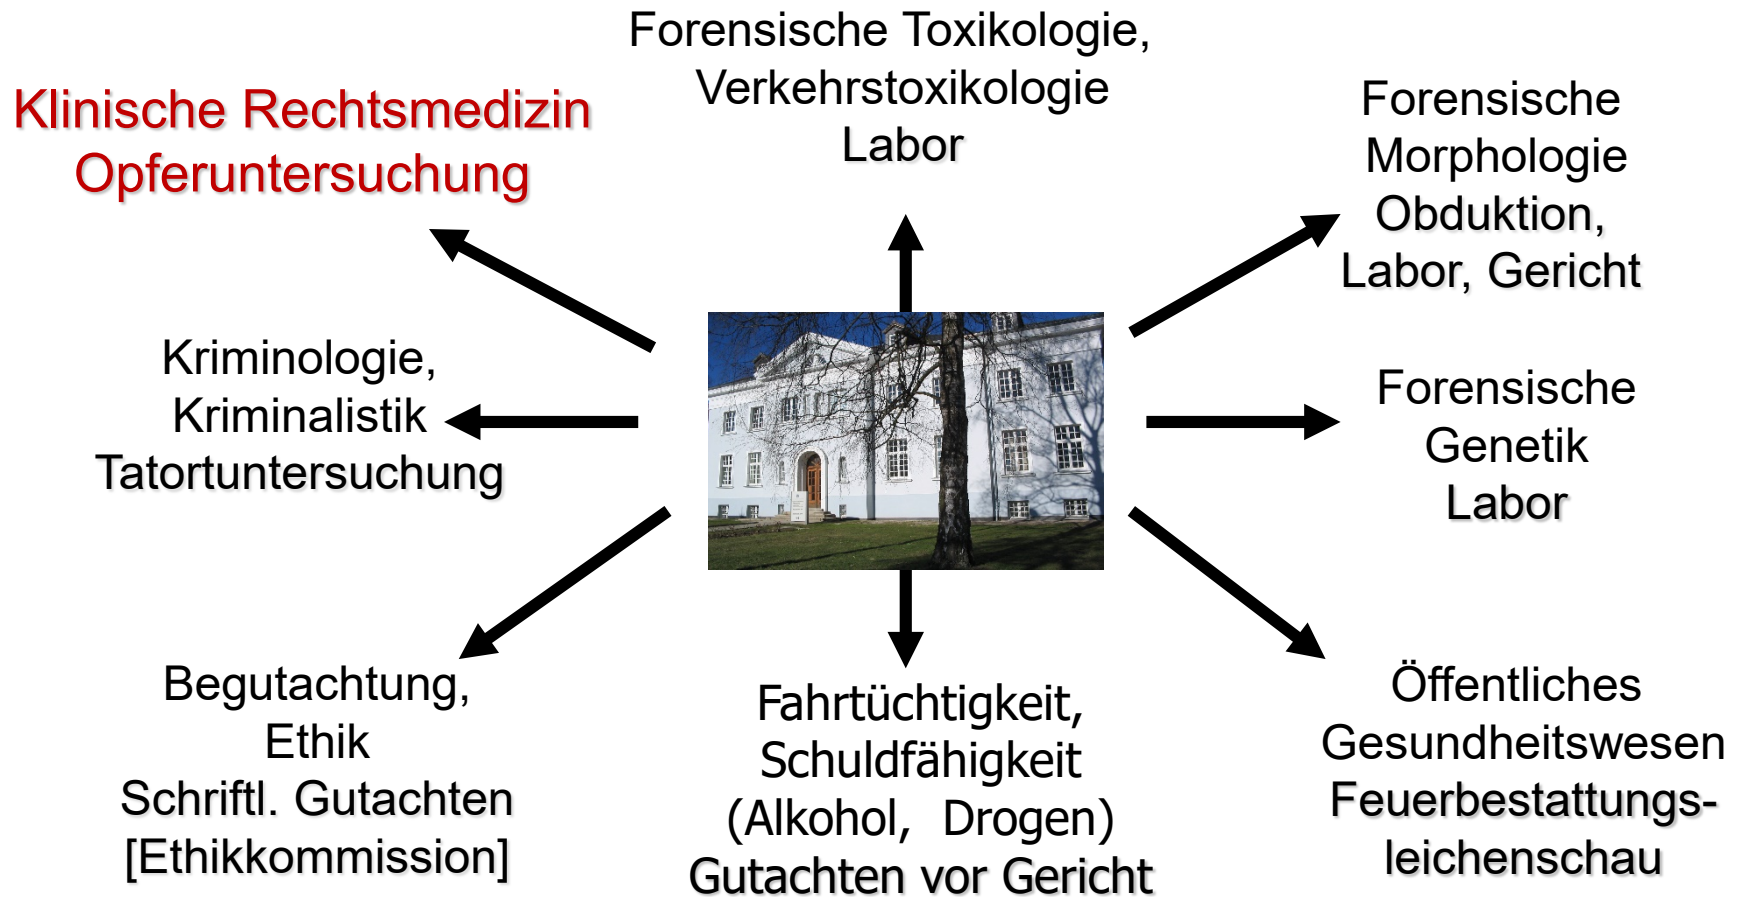 Forensische Toxikologie,
Verkehrstoxikologie
Labor
Klinische Rechtsmedizin
Opferuntersuchung
Forensische
Morphologie
Obduktion,
Labor, Gericht
Kriminologie,
Kriminalistik
Tatortuntersuchung
Forensische
Genetik
Labor
Begutachtung,
Ethik
Schriftl. Gutachten
[Ethikkommission]
Fahrtüchtigkeit,
Schuldfähigkeit
(Alkohol, Drogen)
Gutachten vor Gericht
Öffentliches
Gesundheitswesen
Feuerbestattungs-
leichenschau